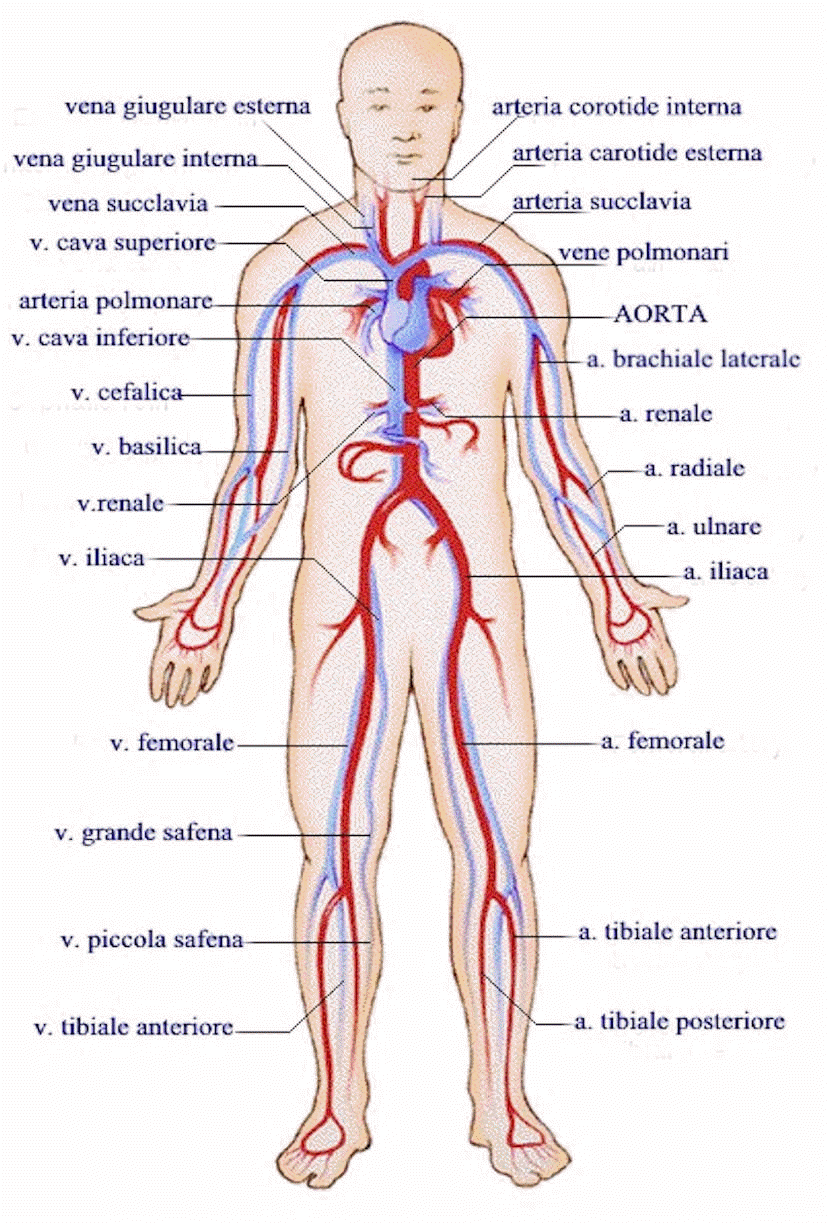 vena giugulare esterna
vena giugulare interna
vena succlavia
v. cava superiore
arteria polmonare
v. cava inferiore
v. cefalica
v. basilica
v.renale
v. iliaca
v. femorale
v. grande safena
v. piccola safena
v. tibiale anteriore
arteria corotide interna
arteria carotide esterna
arteria succlavia
vene polmonari
AORTA
a. brachiale laterale
a. renale
a. radiale
a. ulnare
a. iliaca
a. femorale
a. tibiale anteriore
a. tibiale posteriore